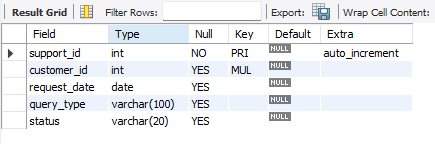 Result Grid Filter Rows: Export: Wrap Cell Content:
Field Type Null Key Default Extra
support_id int NO PRI NULL auto_increment
customer_id int YES MUL NULL
request_date date YES NULL
query_type varchar(100) YES NULL
status varchar(20) YES NULL